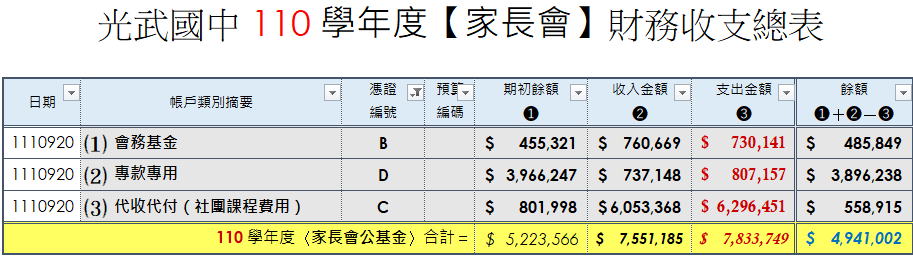 光武國中 110 學年度【家長會】財務收支總表
日期 帳戶類別摘要 憑證編號 預算編碼 期初餘額 ❶ 收入金額 ❷ 支出金額 ❸ 餘額 ❶+❷-❸
1110920 (1) 會務基金 B $ 455,321 $ 760,669 $ 730,141 $ 485,849
1110920 (2) 專款專用 D $ 3,966,247 $ 737,148 $ 807,157 $ 3,896,238
1110920 (3) 代收代付(社團課程費用) C $ 801,998 $ 6,053,368 $ 6,296,451 $ 558,915
110 學年度〈家長會公基金〉合計= $ 5,223,566 $ 7,551,185 $ 7,833,749 $ 4,941,002